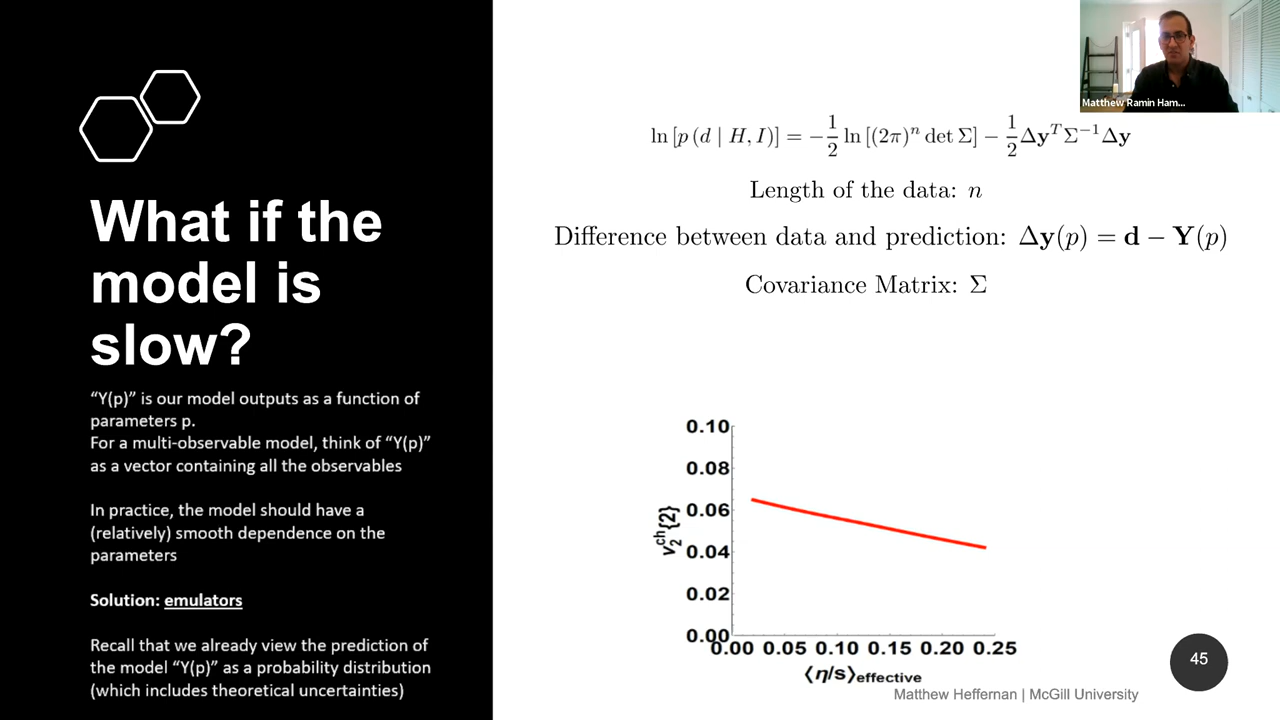 What if the
model is
slow?
“Y(p)” is our model outputs as a function of
parameters p.
For a multi-observable model, think of “Y(p)”
as a vector containing all the observables
In practice, the model should have a
(relatively) smooth dependence on the
parameters
Solution: emulators
Recall that we already view the prediction of
the model “Y(p)” as a probability distribution
(which includes theoretical uncertainties)
Matthew Ramin Ham...
ln [p (d | H, I)] = −1/2 ln [(2π)^n det Σ] − 1/2 Δy^T Σ^−1 Δy
Length of the data: n
Difference between data and prediction: Δy(p) = d − Y(p)
Covariance Matrix: Σ
0.10
0.08
0.06
0.04
0.02
0.00
v_2^ch{2}
0.00 0.05 0.10 0.15 0.20 0.25
⟨η/s⟩effective
Matthew Heffernan | McGill University
45